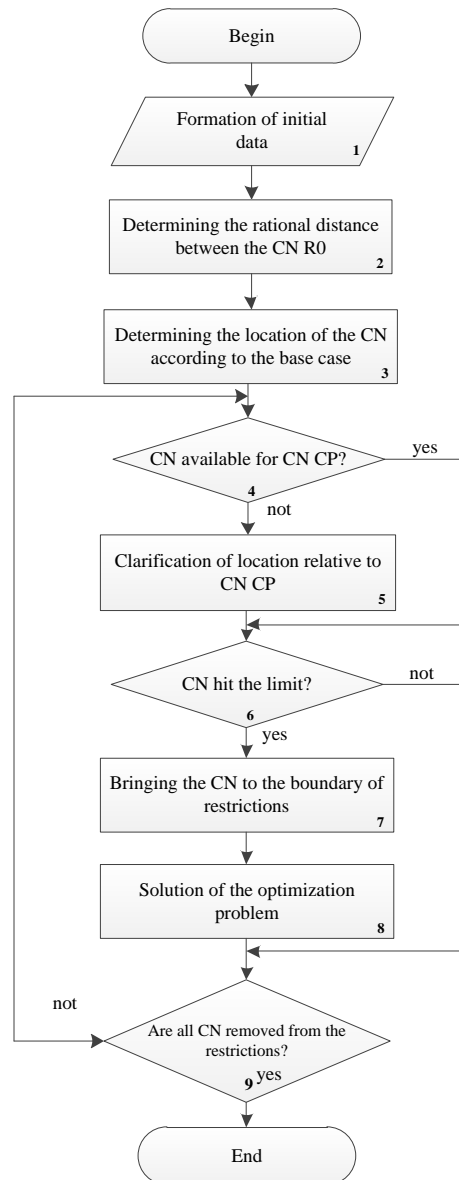 Begin
Formation of initial
data
1
Determining the rational distance
between the CN R0
2
Determining the location of the CN
according to the base case
3
CN available for CN CP?
yes
4
not
Clarification of location relative to
CN CP
5
CN hit the limit?
not
6
yes
Bringing the CN to the boundary of
restrictions
7
Solution of the optimization
problem
8
not
Are all CN removed from the
restrictions?
9 yes
End